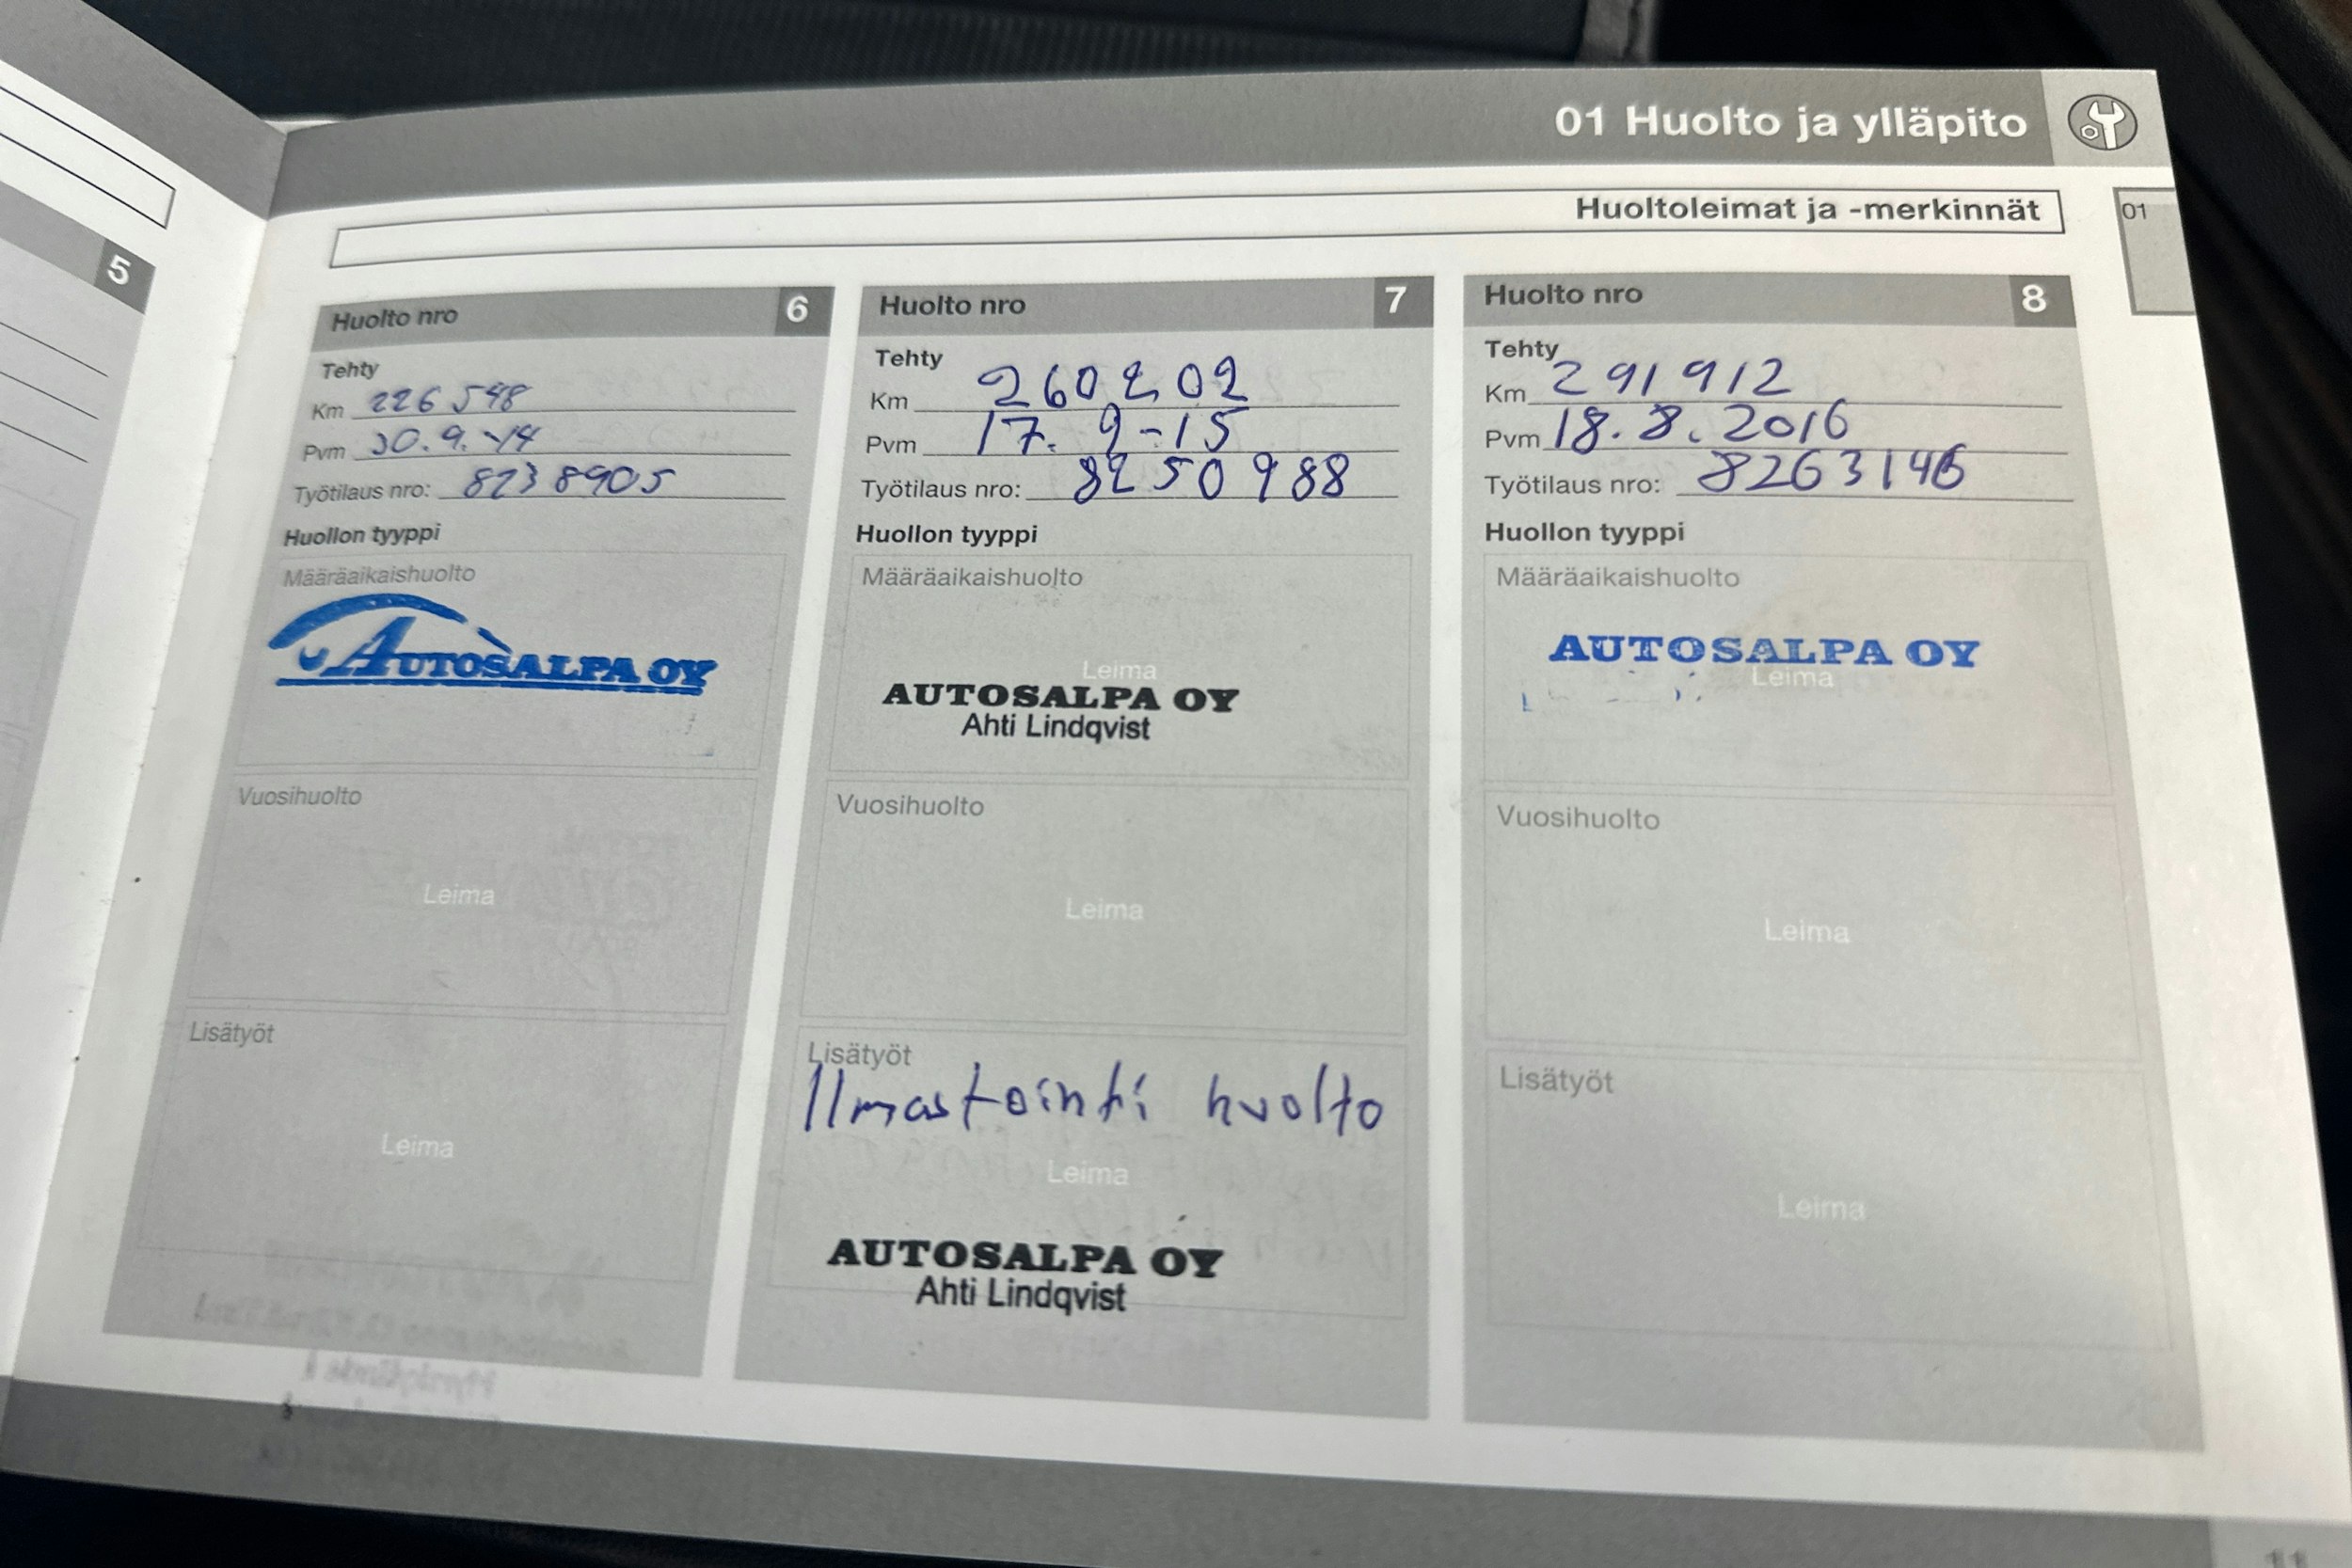 01 Huolto ja ylläpito
Huoltoleimat ja -merkinnät
01
5
Huolto nro 6
Tehty
Km 226 548
Pvm 30.9.-14
Työtilaus nro: 8238905
Huollon tyyppi
Määräaikaishuolto
AUTOSALPA OY
Vuosihuolto
Leima
Lisätyöt
Leima
Huolto nro 7
Tehty
Km 260202
Pvm 17. 9-15
Työtilaus nro: 8250988
Huollon tyyppi
Määräaikaishuolto
Leima
AUTOSALPA OY
Ahti Lindqvist
Vuosihuolto
Leima
Lisätyöt
Ilmastointi huolto
Leima
AUTOSALPA OY
Ahti Lindqvist
Huolto nro 8
Tehty
Km 291912
Pvm 18.8.2016
Työtilaus nro: 8263146
Huollon tyyppi
Määräaikaishuolto
AUTOSALPA OY
Leima
Vuosihuolto
Leima
Lisätyöt
Leima